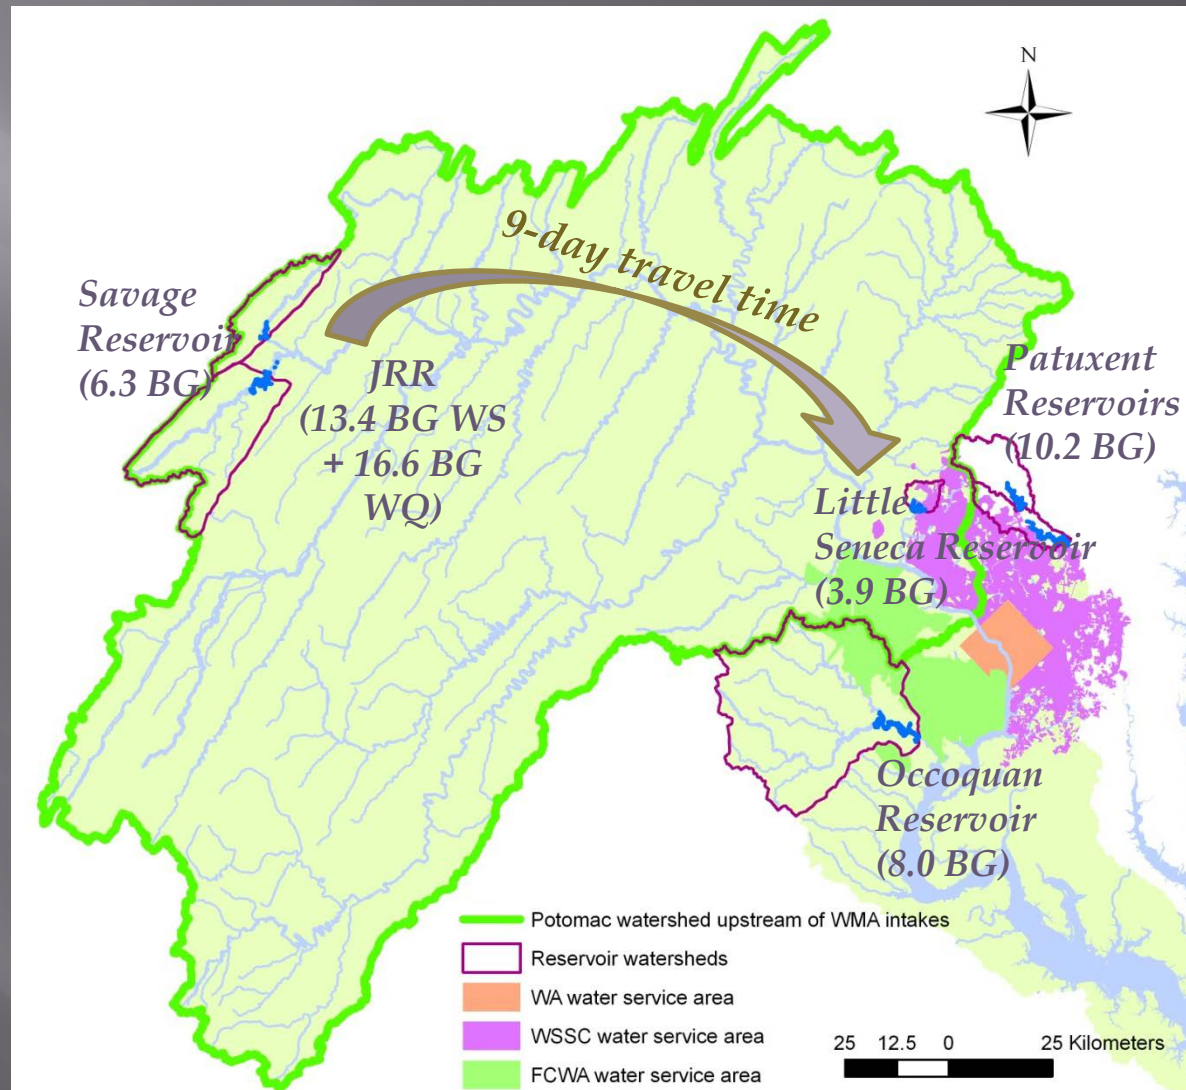 N
9-day travel time
Savage
Reservoir
(6.3 BG)
JRR
(13.4 BG WS
+ 16.6 BG
WQ)
Patuxent
Reservoirs
(10.2 BG)
Little
Seneca Reservoir
(3.9 BG)
Occoquan
Reservoir
(8.0 BG)
Potomac watershed upstream of WMA intakes
Reservoir watersheds
WA water service area
WSSC water service area
FCWA water service area
25 12.5 0 25 Kilometers